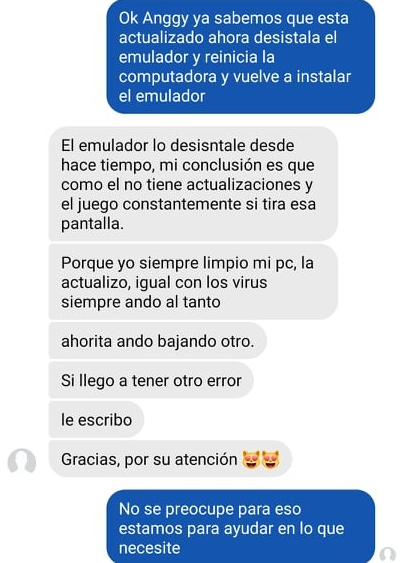 Ok Anggy ya sabemos que esta
actualizado ahora desistala el
emulador y reinicia la
computadora y vuelve a instalar
el emulador
El emulador lo desisntale desde
hace tiempo, mi conclusión es que
como el no tiene actualizaciones y
el juego constantemente si tira esa
pantalla.
Porque yo siempre limpio mi pc, la
actualizo, igual con los virus
siempre ando al tanto
ahorita ando bajando otro.
Si llego a tener otro error
le escribo
Gracias, por su atención 😻😻
No se preocupe para eso
estamos para ayudar en lo que
necesite